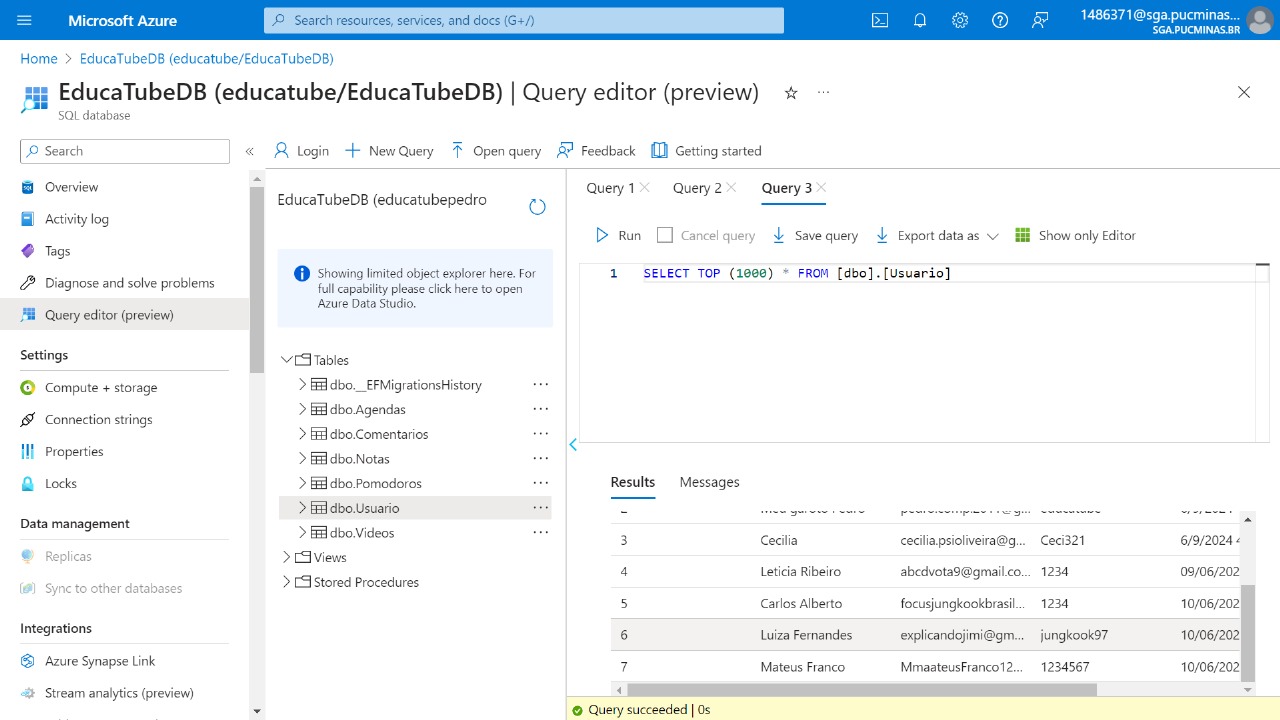 Microsoft Azure
Search resources, services, and docs (G+/)
1486371@sga.pucminas...
SGA.PUCMINAS.BR
Home > EducaTubeDB (educatube/EducaTubeDB)
EducaTubeDB (educatube/EducaTubeDB) | Query editor (preview)
SQL database
Search
Login
New Query
Open query
Feedback
Getting started
Overview
Activity log
Tags
Diagnose and solve problems
Query editor (preview)
Settings
Compute + storage
Connection strings
Properties
Locks
Data management
Replicas
Sync to other databases
Integrations
Azure Synapse Link
Stream analytics (preview)
EducaTubeDB (educatubepedro
Showing limited object explorer here. For
full capability please click here to open
Azure Data Studio.
Tables
dbo.__EFMigrationsHistory
dbo.Agendas
dbo.Comentarios
dbo.Notas
dbo.Pomodoros
dbo.Usuario
dbo.Videos
Views
Stored Procedures
Query 1
Query 2
Query 3
Run
Cancel query
Save query
Export data as
Show only Editor
1 SELECT TOP (1000) * FROM [dbo].[Usuario]
Results
Messages
3 Cecilia cecilia.psioliveira@g... Ceci321 6/9/2024 4
4 Leticia Ribeiro abcdvota9@gmail.co... 1234 09/06/202
5 Carlos Alberto focusjungkookbrasil... 1234 10/06/202
6 Luiza Fernandes explicandojimi@gm... jungkook97 10/06/202
7 Mateus Franco MmaateusFranco12... 1234567 10/06/202
Query succeeded | 0s